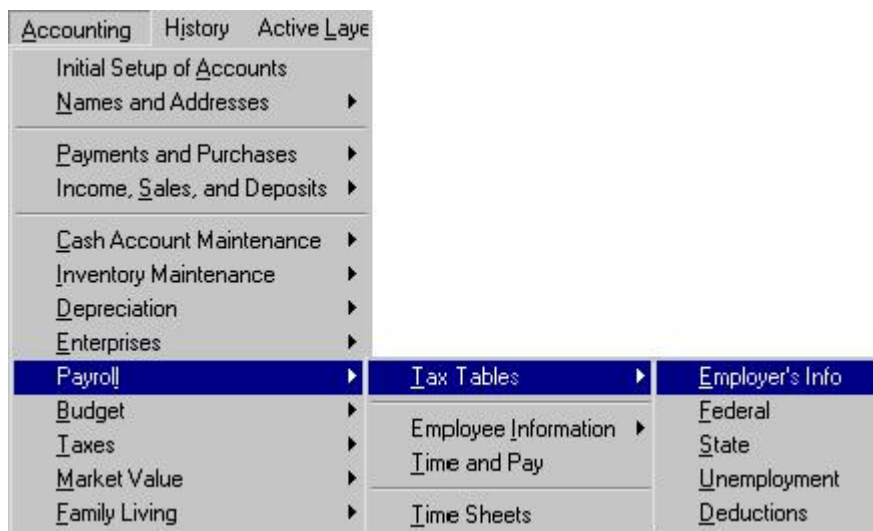 Accounting History Active Laye
Initial Setup of Accounts
Names and Addresses
Payments and Purchases
Income, Sales, and Deposits
Cash Account Maintenance
Inventory Maintenance
Depreciation
Enterprises
Payroll
Budget
Taxes
Market Value
Family Living
Tax Tables
Employee Information
Time and Pay
Time Sheets
Employer's Info
Federal
State
Unemployment
Deductions